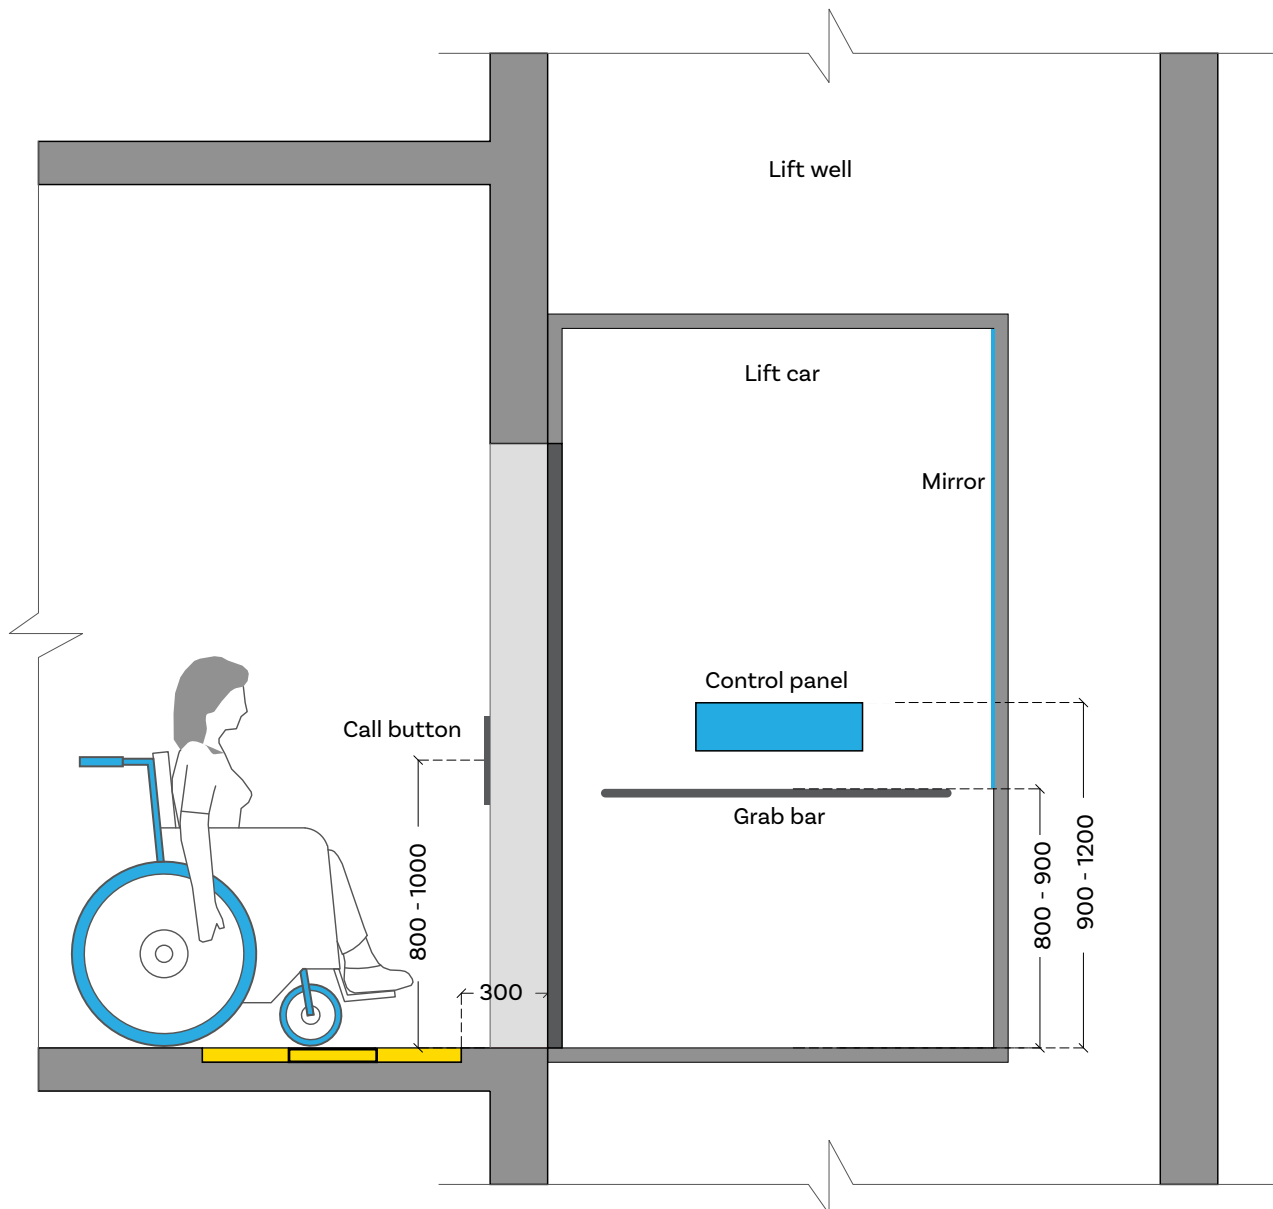 Lift well
Lift car
Mirror
Control panel
Call button
Grab bar
800 - 1000
800 - 900
900 - 1200
300